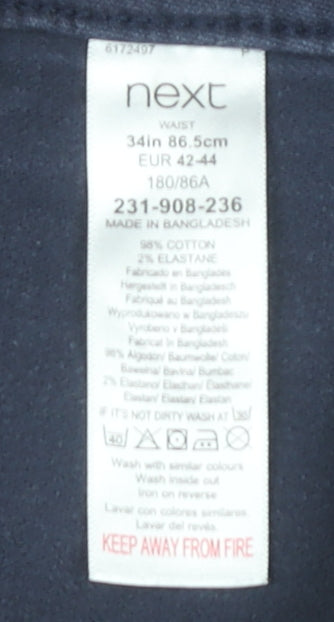 6172497 P
next
WAIST
34in 86.5cm
EUR 42-44
180/86A
231-908-236
MADE IN BANGLADESH
98% COTTON
2% ELASTANE
Fabricado en Bangladés
Hergestellt in Bangladesch
Fabriqué au Bangladesh
Wyprodukowano w Bangladeszu
Vyrobeno v Bangladéši
Fabricat în Bangladesh
98% Algodón/ Baumwolle/ Coton/
Bawełna/ Bavlna/ Bumbac
2% Elastano/ Elasthan/ Élasthanne/
Elastan/ Elastan/ Elastan
IF IT'S NOT DIRTY WASH AT 30
40
Wash with similar colours
Wash inside out
Iron on reverse
Lavar con colores similares
Lavar del revés
KEEP AWAY FROM FIRE